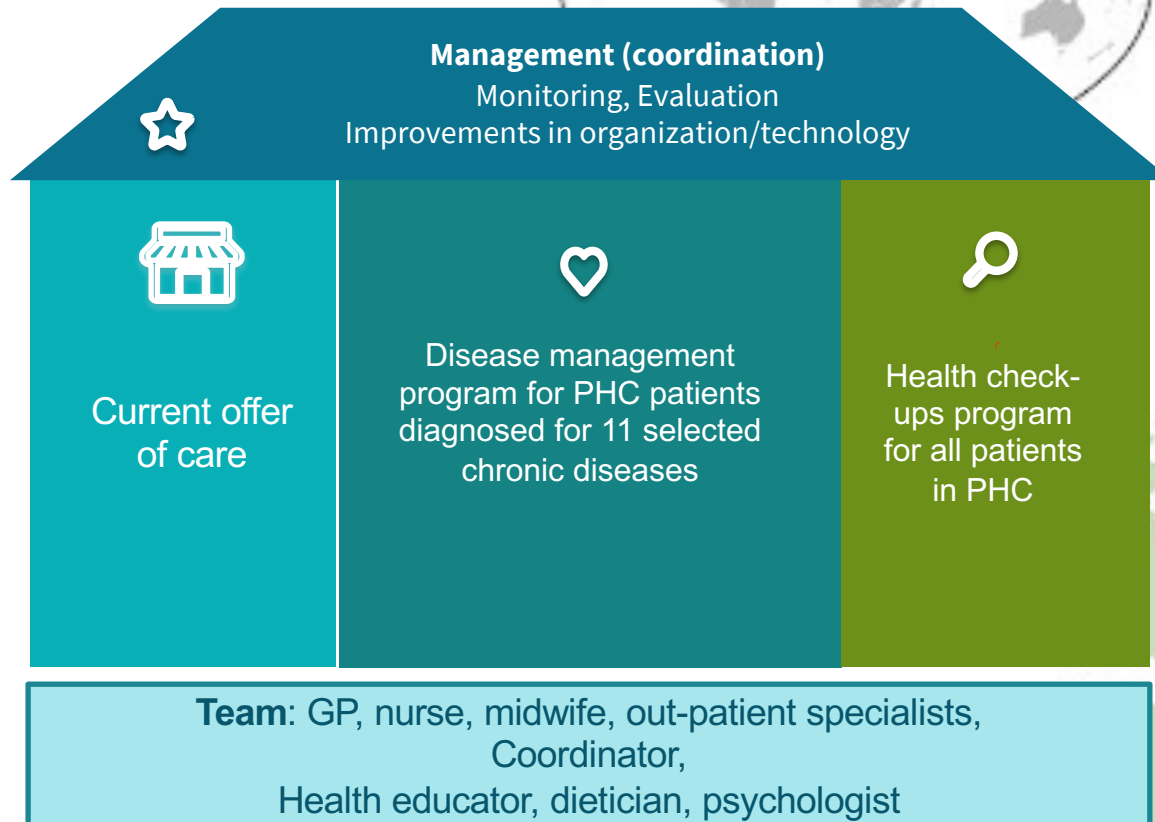 Management (coordination)
Monitoring, Evaluation
Improvements in organization/technology
Current offer
of care
Disease management
program for PHC patients
diagnosed for 11 selected
chronic diseases
Health check-
ups program
for all patients
in PHC
Team: GP, nurse, midwife, out-patient specialists,
Coordinator,
Health educator, dietician, psychologist